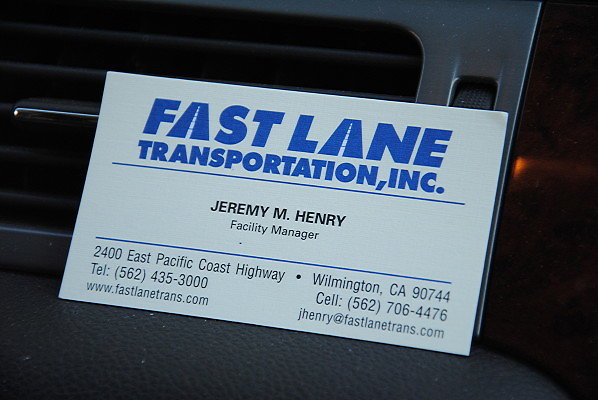 FAST LANE
TRANSPORTATION, INC.
JEREMY M. HENRY
Facility Manager
2400 East Pacific Coast Highway • Wilmington, CA 90744
Tel: (562) 435-3000 Cell: (562) 706-4476
www.fastlanetrans.com jhenry@fastlanetrans.com